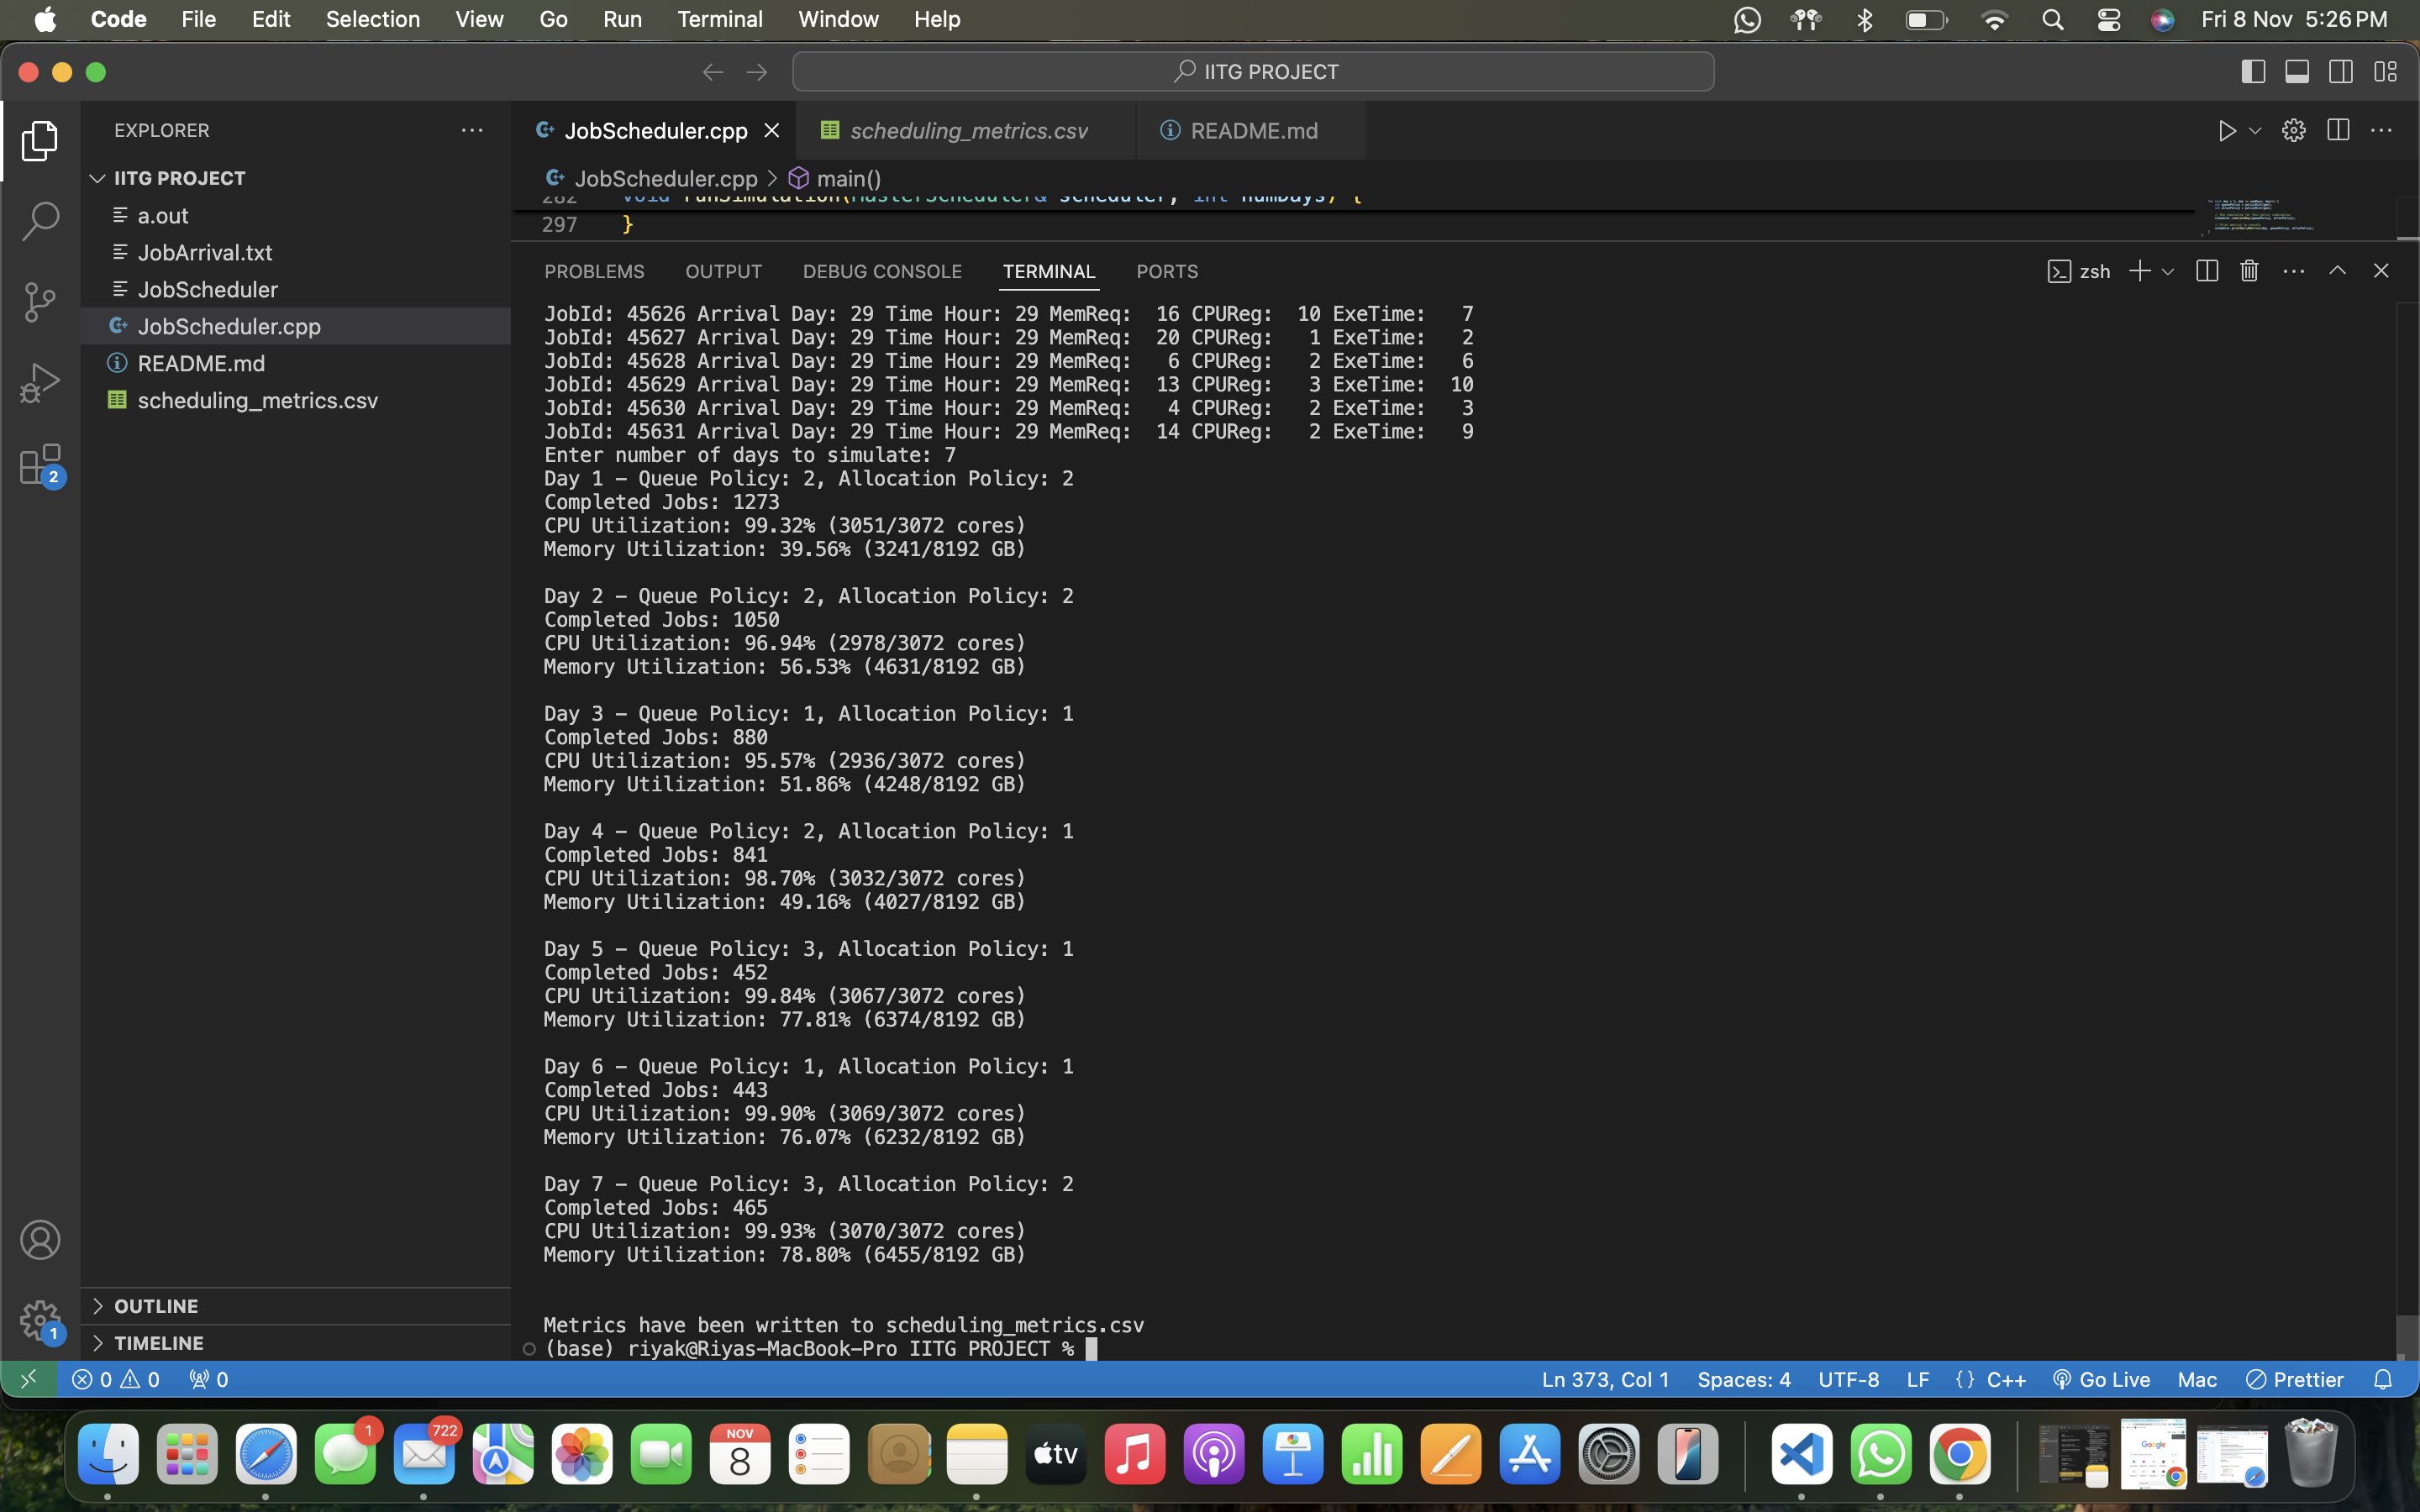 Code File Edit Selection View Go Run Terminal Window Help Fri 8 Nov 5:26 PM
IITG PROJECT
EXPLORER
IITG PROJECT
a.out
JobArrival.txt
JobScheduler
JobScheduler.cpp
README.md
scheduling_metrics.csv
OUTLINE
TIMELINE
2
1
JobScheduler.cpp scheduling_metrics.csv README.md
JobScheduler.cpp > main()
282 void runSimulation(MasterScheduler& scheduler, int numDays) {
297 }
PROBLEMS OUTPUT DEBUG CONSOLE TERMINAL PORTS zsh
JobId: 45626 Arrival Day: 29 Time Hour: 29 MemReq: 16 CPUReg: 10 ExeTime: 7
JobId: 45627 Arrival Day: 29 Time Hour: 29 MemReq: 20 CPUReg: 1 ExeTime: 2
JobId: 45628 Arrival Day: 29 Time Hour: 29 MemReq: 6 CPUReg: 2 ExeTime: 6
JobId: 45629 Arrival Day: 29 Time Hour: 29 MemReq: 13 CPUReg: 3 ExeTime: 10
JobId: 45630 Arrival Day: 29 Time Hour: 29 MemReq: 4 CPUReg: 2 ExeTime: 3
JobId: 45631 Arrival Day: 29 Time Hour: 29 MemReq: 14 CPUReg: 2 ExeTime: 9
Enter number of days to simulate: 7
Day 1 - Queue Policy: 2, Allocation Policy: 2
Completed Jobs: 1273
CPU Utilization: 99.32% (3051/3072 cores)
Memory Utilization: 39.56% (3241/8192 GB)
Day 2 - Queue Policy: 2, Allocation Policy: 2
Completed Jobs: 1050
CPU Utilization: 96.94% (2978/3072 cores)
Memory Utilization: 56.53% (4631/8192 GB)
Day 3 - Queue Policy: 1, Allocation Policy: 1
Completed Jobs: 880
CPU Utilization: 95.57% (2936/3072 cores)
Memory Utilization: 51.86% (4248/8192 GB)
Day 4 - Queue Policy: 2, Allocation Policy: 1
Completed Jobs: 841
CPU Utilization: 98.70% (3032/3072 cores)
Memory Utilization: 49.16% (4027/8192 GB)
Day 5 - Queue Policy: 3, Allocation Policy: 1
Completed Jobs: 452
CPU Utilization: 99.84% (3067/3072 cores)
Memory Utilization: 77.81% (6374/8192 GB)
Day 6 - Queue Policy: 1, Allocation Policy: 1
Completed Jobs: 443
CPU Utilization: 99.90% (3069/3072 cores)
Memory Utilization: 76.07% (6232/8192 GB)
Day 7 - Queue Policy: 3, Allocation Policy: 2
Completed Jobs: 465
CPU Utilization: 99.93% (3070/3072 cores)
Memory Utilization: 78.80% (6455/8192 GB)
Metrics have been written to scheduling_metrics.csv
(base) riyak@Riyas-MacBook-Pro IITG PROJECT %
0 0 0 Ln 373, Col 1 Spaces: 4 UTF-8 LF {} C++ Go Live Mac Prettier
1 722 NOV 8 tv
Google